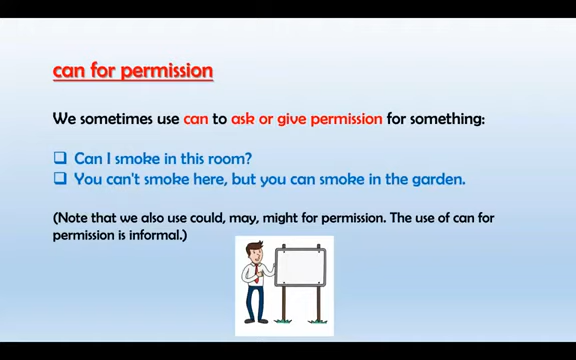 can for permission
We sometimes use can to ask or give permission for something:
Can I smoke in this room?
You can't smoke here, but you can smoke in the garden.
(Note that we also use could, may, might for permission. The use of can for
permission is informal.)